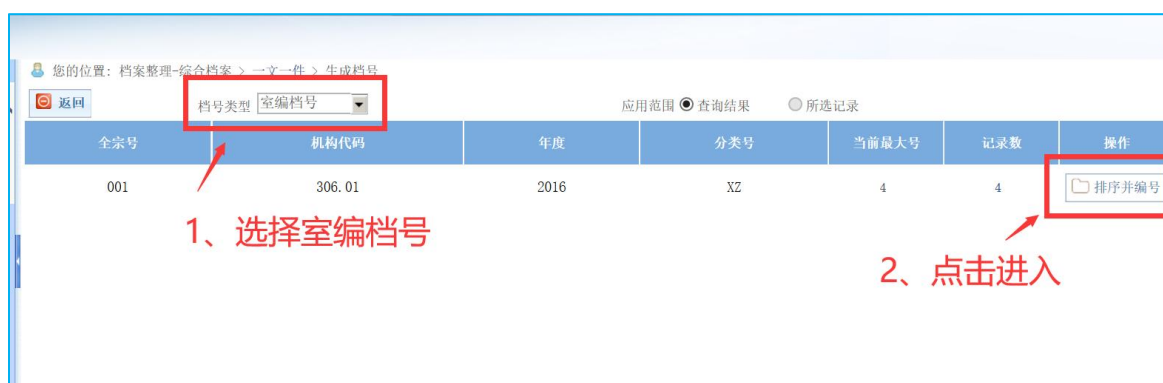 您的位置: 档案整理-综合档案 > 一文一件 > 生成档号
返回 档号类型 室编档号 应用范围 查询结果 所选记录
全宗号 机构代码 年度 分类号 当前最大号 记录数 操作
001 306.01 2016 XZ 4 4 排序并编号
1、选择室编档号
2、点击进入